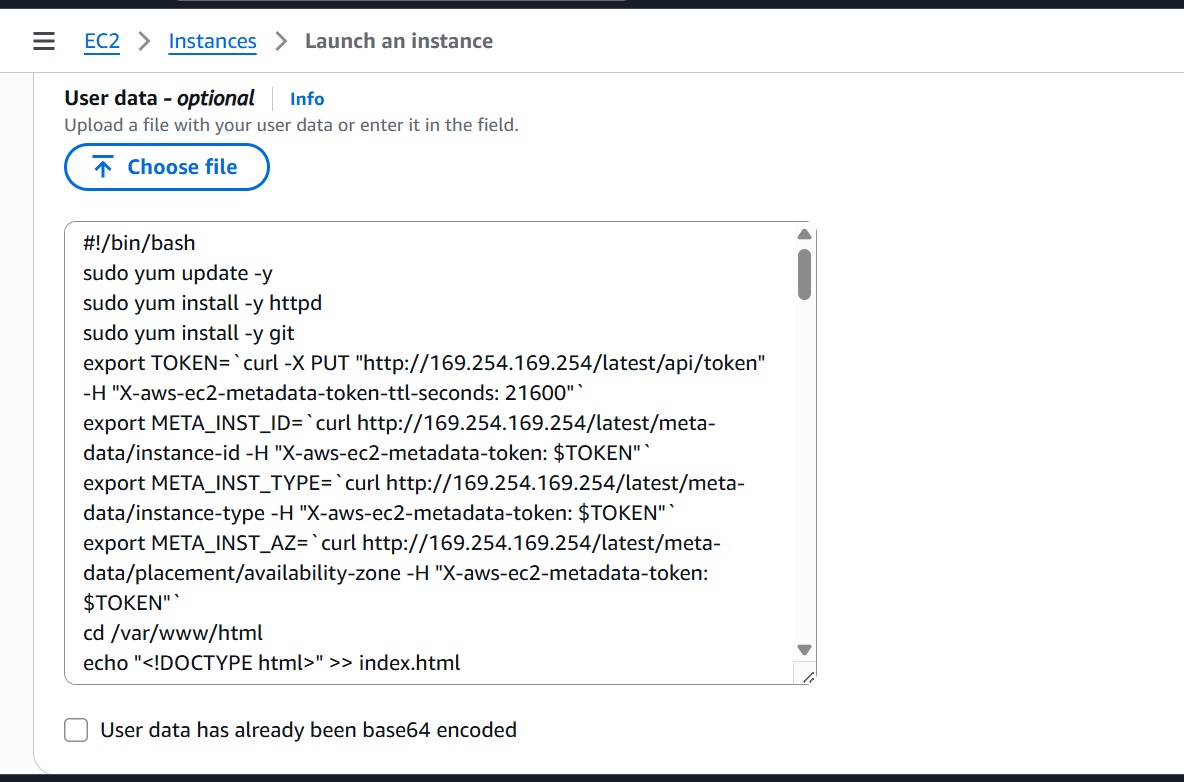 EC2 > Instances > Launch an instance
User data - optional | Info
Upload a file with your user data or enter it in the field.
Choose file
#!/bin/bash
sudo yum update -y
sudo yum install -y httpd
sudo yum install -y git
export TOKEN=`curl -X PUT "http://169.254.169.254/latest/api/token"
-H "X-aws-ec2-metadata-token-ttl-seconds: 21600"`
export META_INST_ID=`curl http://169.254.169.254/latest/meta-
data/instance-id -H "X-aws-ec2-metadata-token: $TOKEN"`
export META_INST_TYPE=`curl http://169.254.169.254/latest/meta-
data/instance-type -H "X-aws-ec2-metadata-token: $TOKEN"`
export META_INST_AZ=`curl http://169.254.169.254/latest/meta-
data/placement/availability-zone -H "X-aws-ec2-metadata-token:
$TOKEN"`
cd /var/www/html
echo "<!DOCTYPE html>" >> index.html
User data has already been base64 encoded